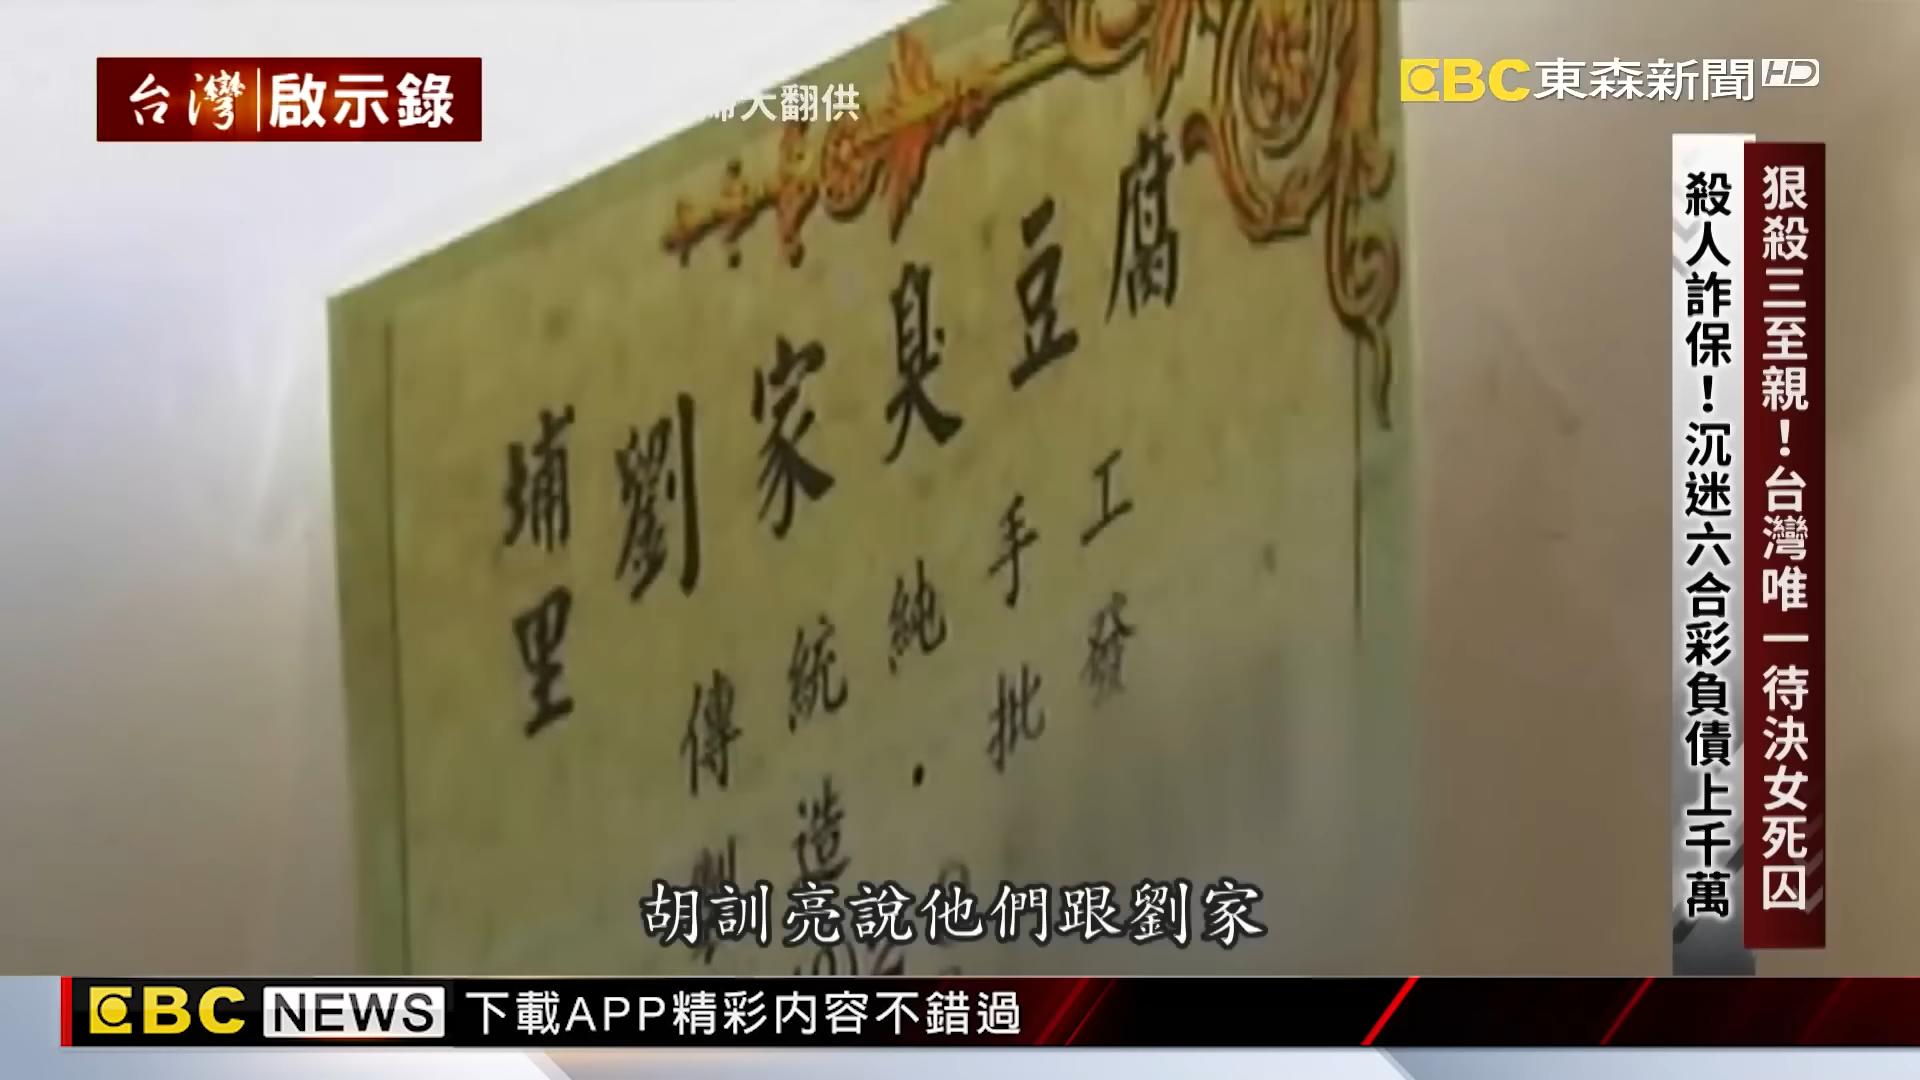 台灣啟示錄
大翻供
EBC東森新聞HD
狠殺三至親！台灣唯一待決女死囚
殺人詐保！沉迷六合彩負債上千萬
埔里
劉家臭豆腐
傳統純手工
造・批發
胡訓亮說他們跟劉家
EBC NEWS 下載APP精彩內容不錯過